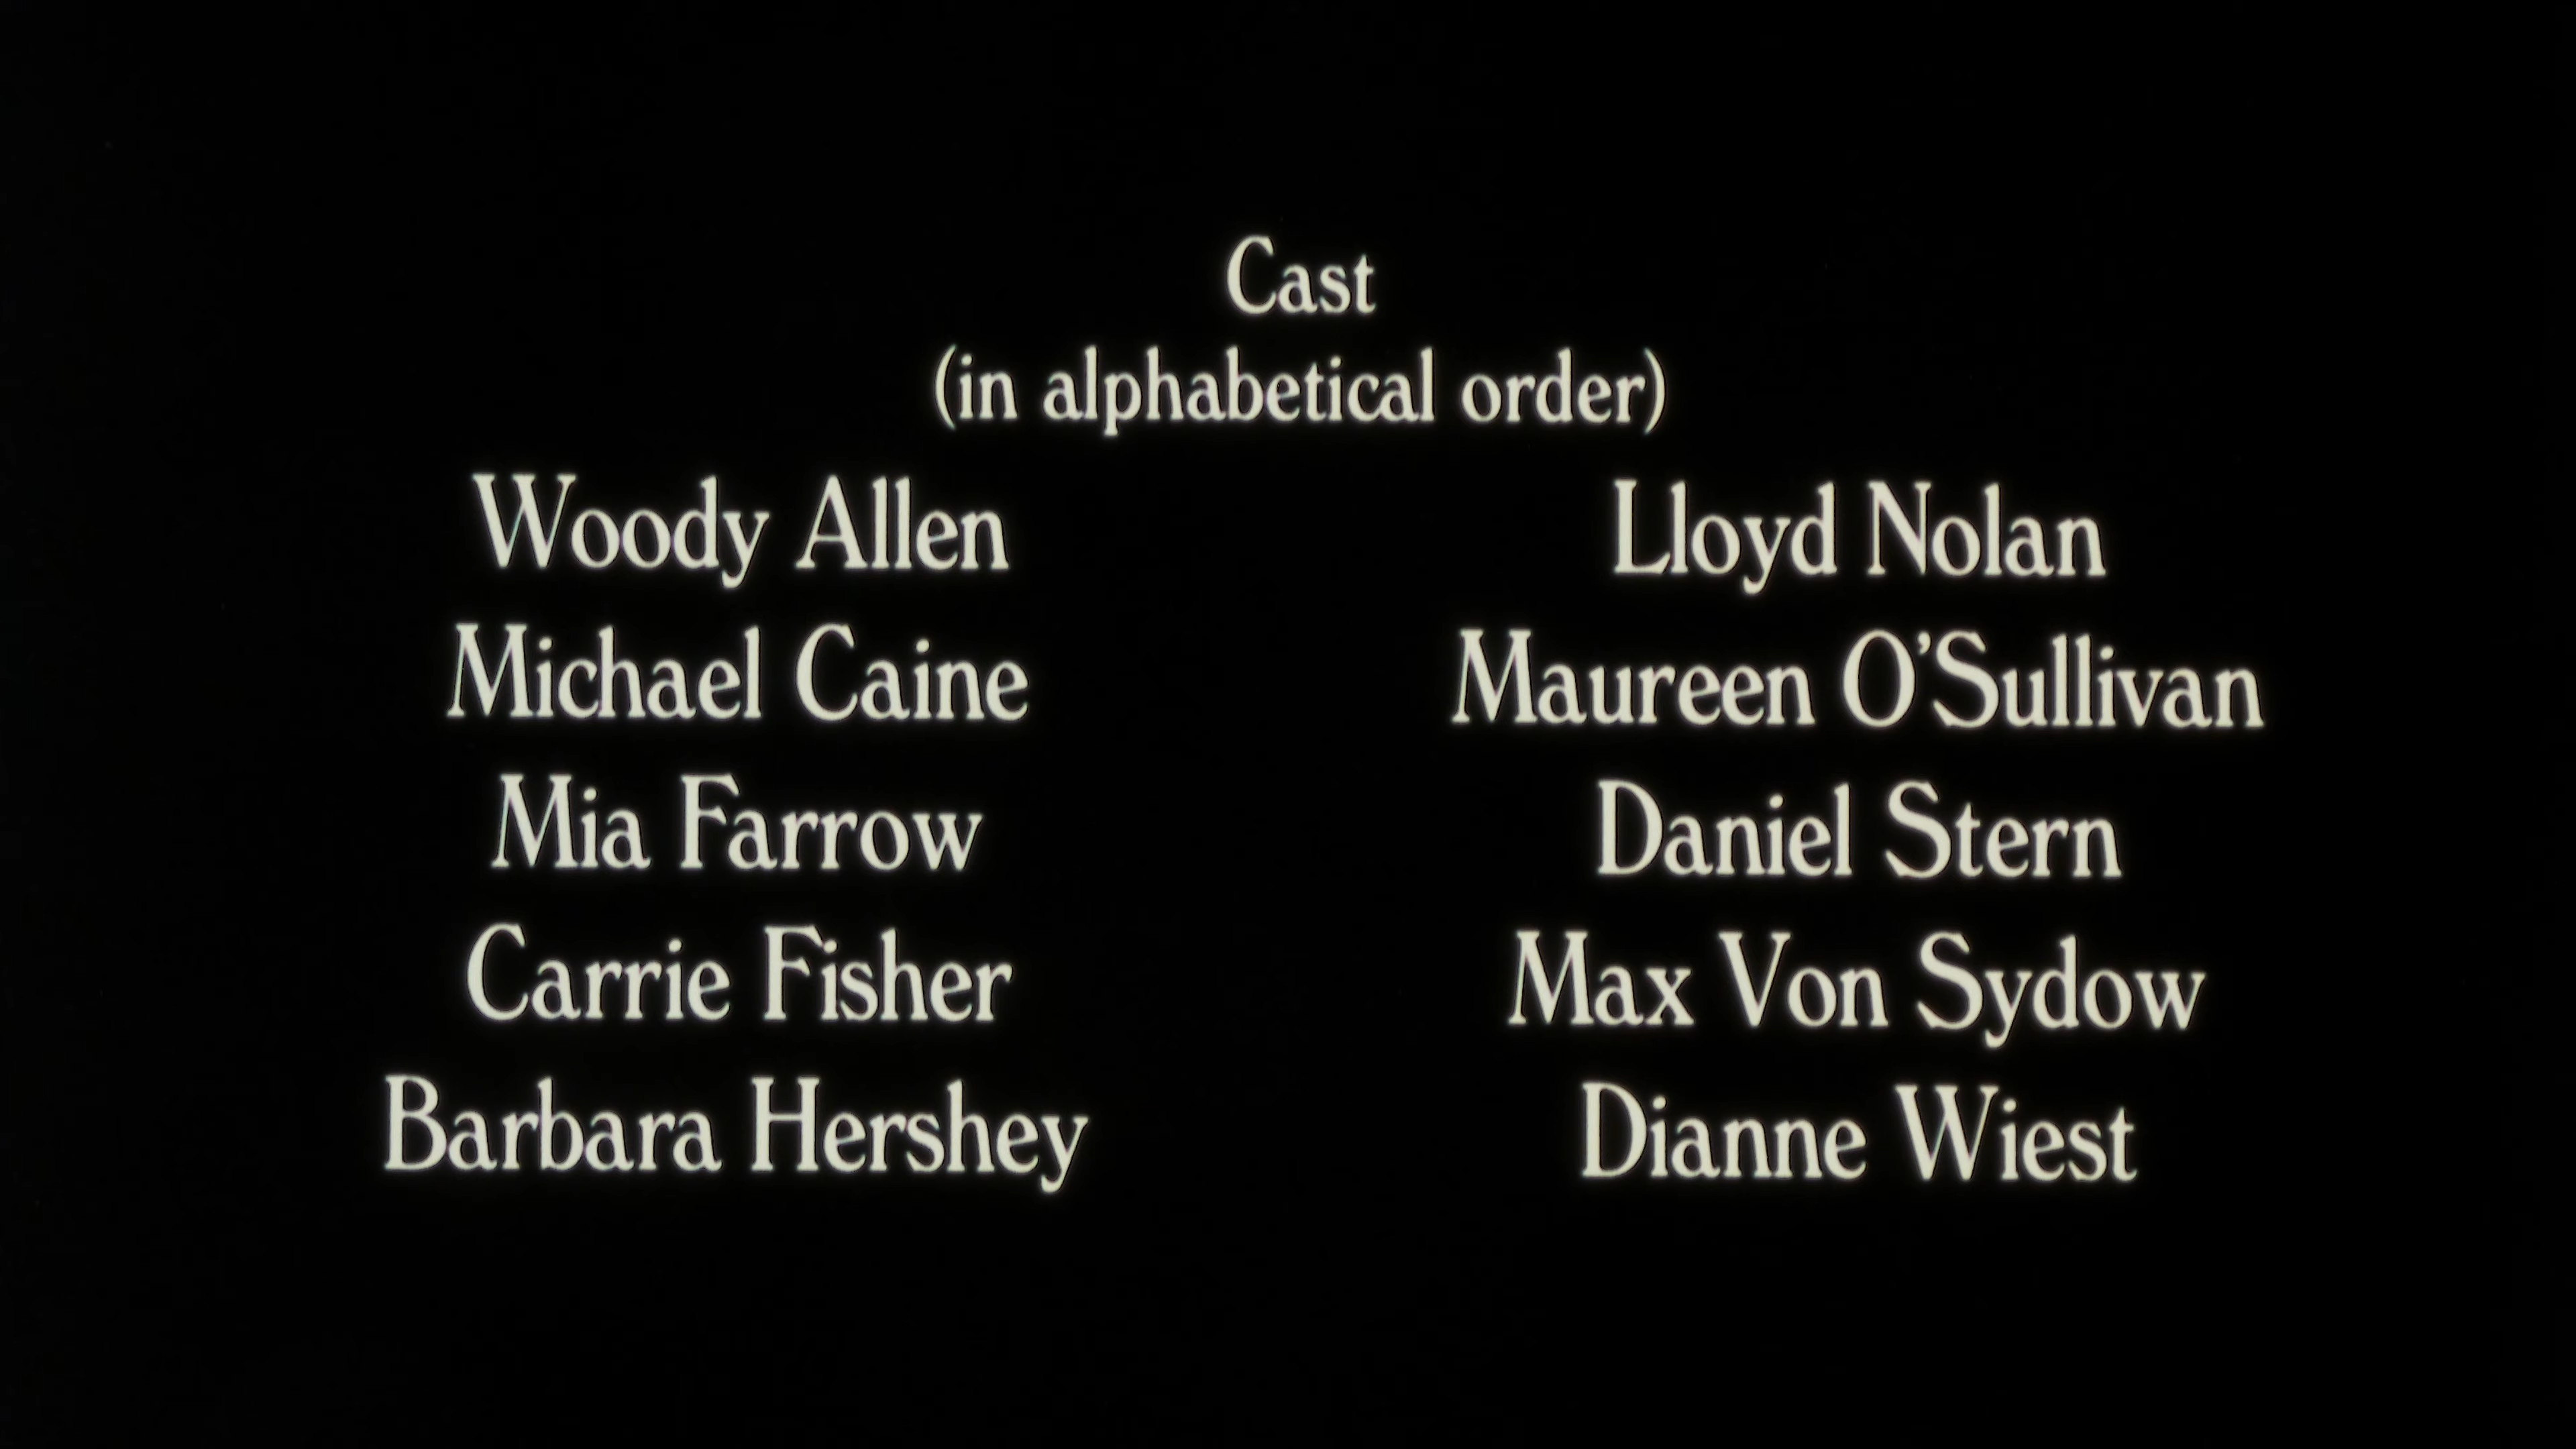 Cast
(in alphabetical order)
Woody Allen
Michael Caine
Mia Farrow
Carrie Fisher
Barbara Hershey
Lloyd Nolan
Maureen O'Sullivan
Daniel Stern
Max Von Sydow
Dianne Wiest